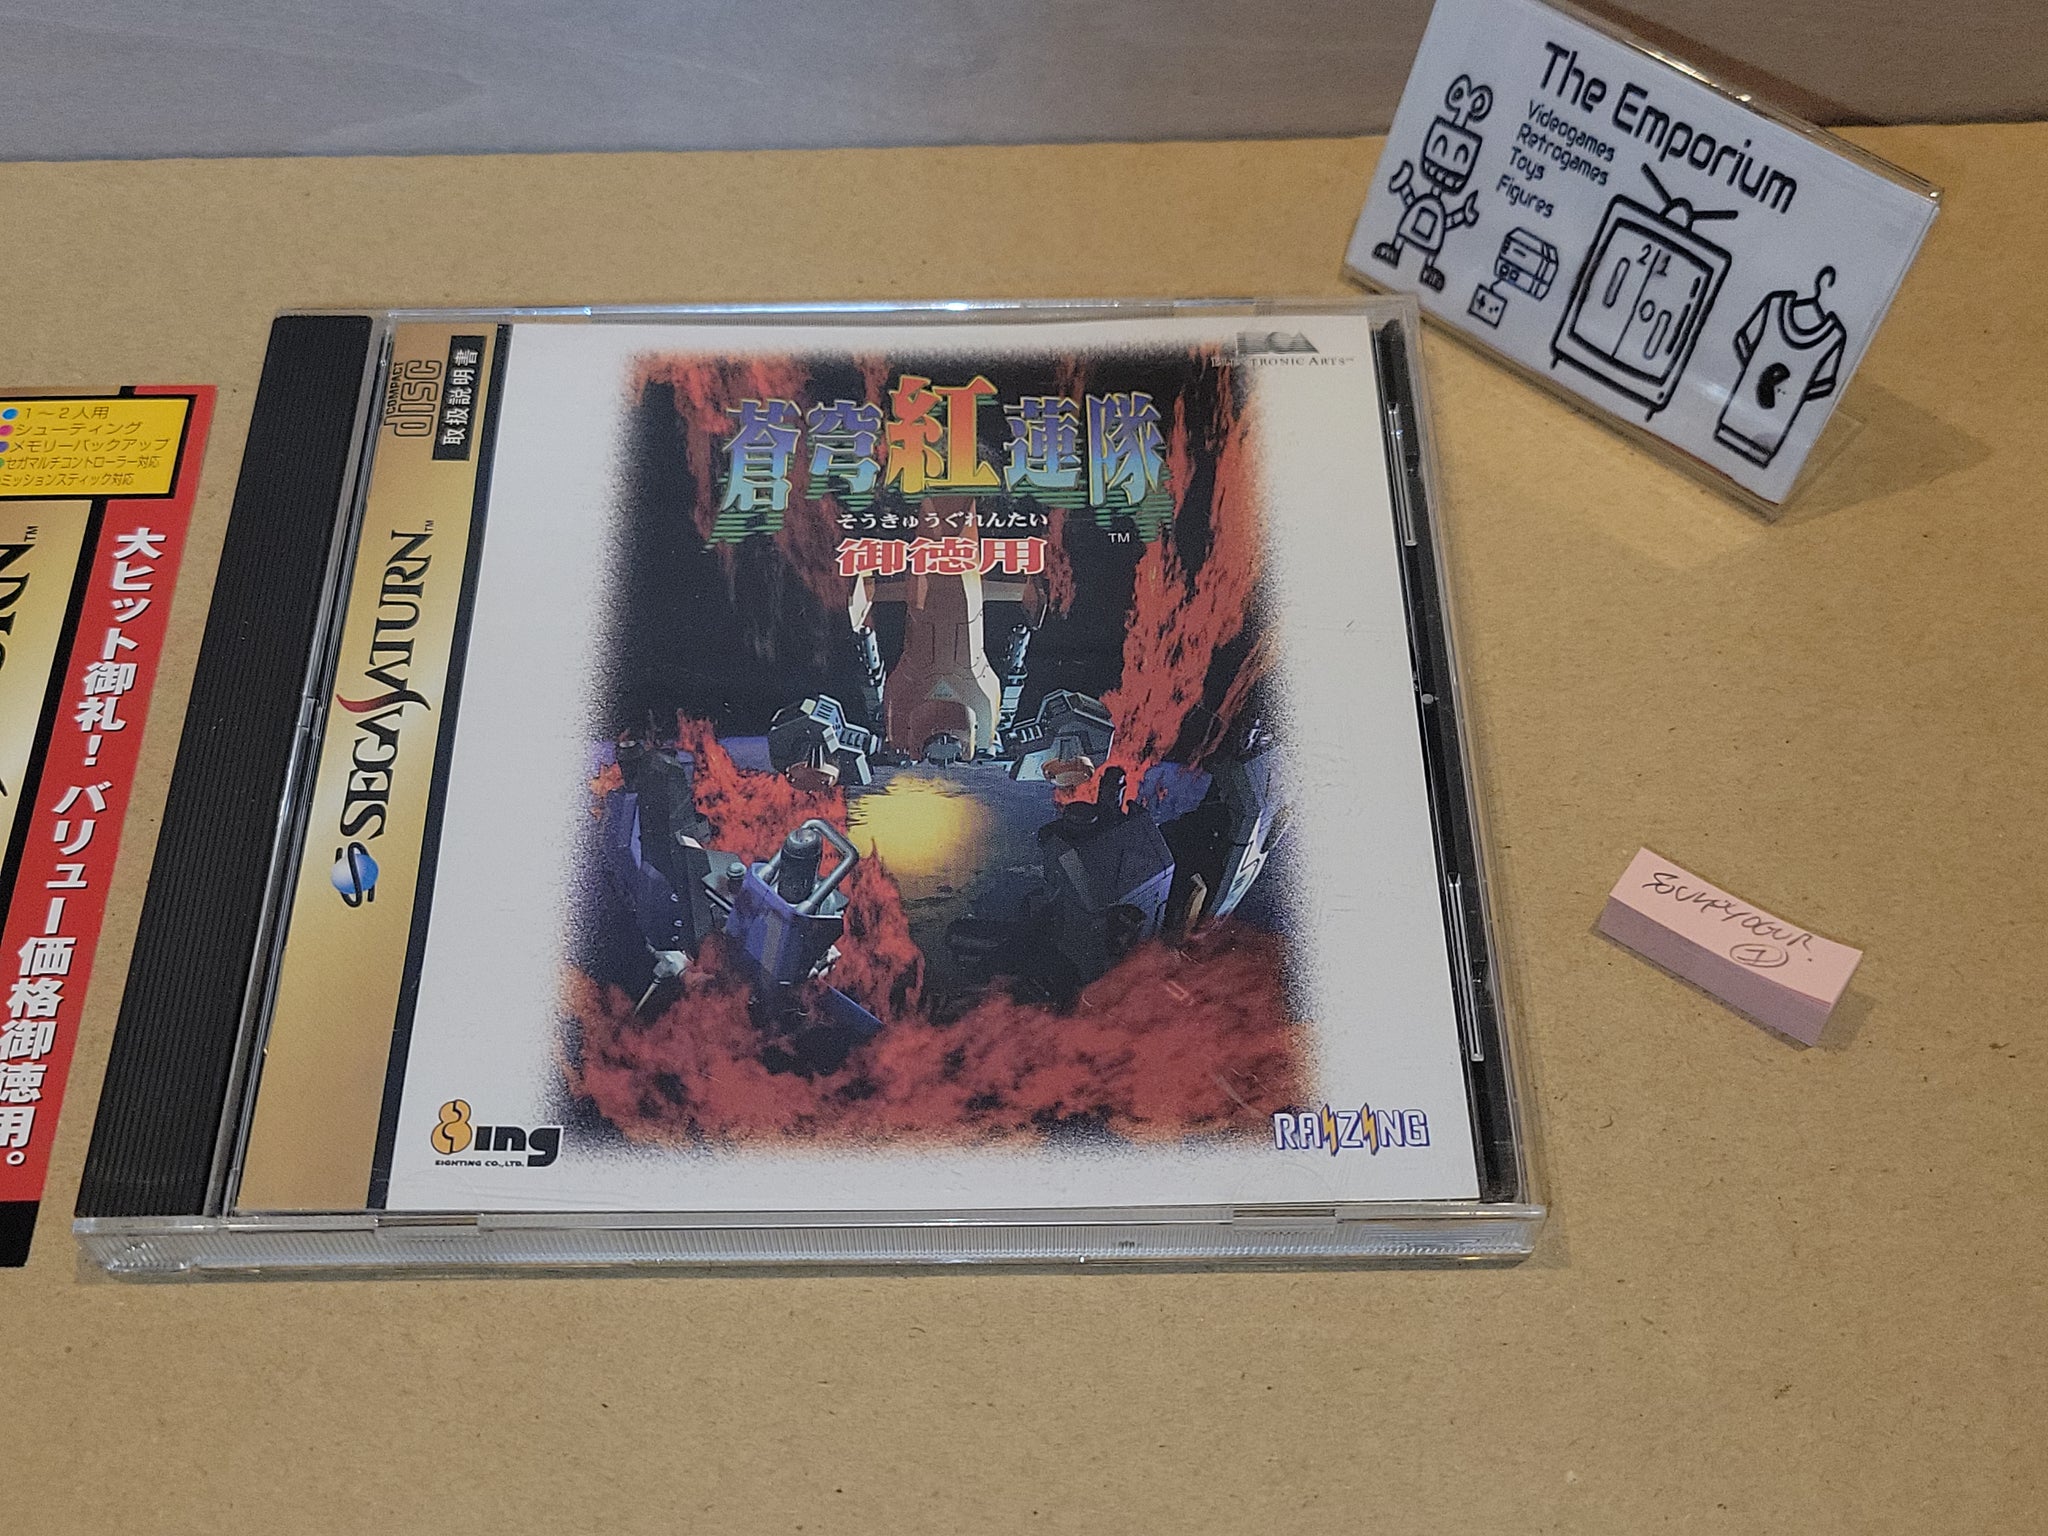 The Emporium
Videogames
Retrogames
Toys
Figures
21
1～2人用
シューティング
メモリーバックアップ
セガマルチコントローラー対応
ミッションスティック対応
TM
大ヒット御礼！バリュー価格御徳用。
COMPACT
disc
取扱説明書
SEGA SATURN
TM
ELECTRONIC ARTS™
蒼穹紅蓮隊
そうきゅうぐれんたい
TM
御徳用
8ing
EIGHTING CO.,LTD.
RAIZING
1